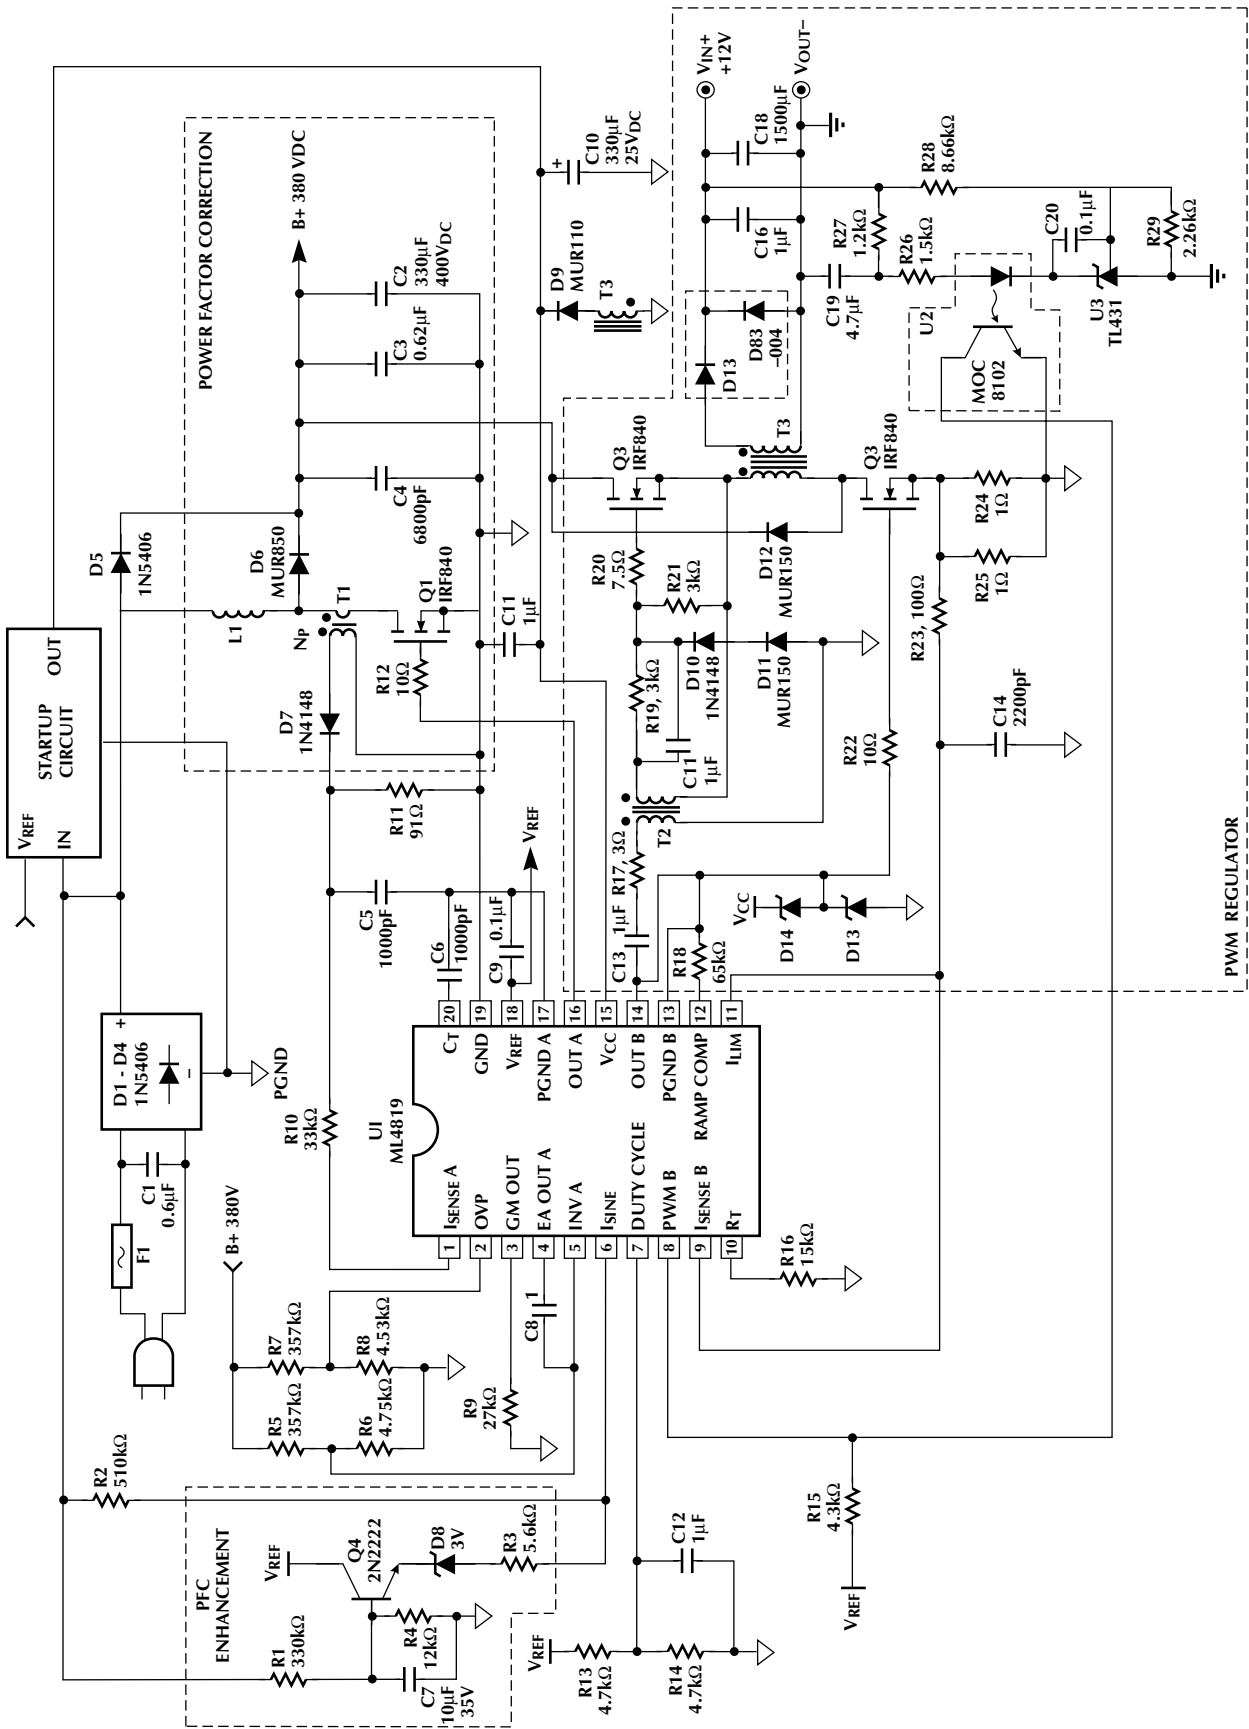 STARTUP
CIRCUIT
VREF
IN
OUT
D5
1N5406
POWER FACTOR CORRECTION
B+ 380 VDC
L1
NP
T1
D6
MUR850
C4
6800pF
C3
0.62µF
C2
330µF
400VDC
Q1
IRF840
R12
10Ω
D7
1N4148
R11
91Ω
C11
1µF
D9
MUR110
T3
C10
330µF
25VDC
+
F1
C1
0.6µF
D1 - D4
1N5406
+
–
PGND
B+ 380V
R10
33kΩ
C5
1000pF
C6
1000pF
C9
0.1µF
VREF
R2
510kΩ
R5
357kΩ
R7
357kΩ
R6
4.75kΩ
R8
4.53kΩ
R9
27kΩ
C8
1
PFC
ENHANCEMENT
VREF
Q4
2N2222
D8
3V
R3
5.6kΩ
R1
330kΩ
R4
12kΩ
C7
10µF
35V
VREF
R13
4.7kΩ
R14
4.7kΩ
C12
1µF
VREF
R15
4.3kΩ
R16
15kΩ
U1
ML4819
1 ISENSE A
2 OVP
3 GM OUT
4 EA OUT A
5 INV A
6 ISINE
7 DUTY CYCLE
8 PWM B
9 ISENSE B
10 RT
CT 20
GND 19
VREF 18
PGND A 17
OUT A 16
VCC 15
OUT B 14
PGND B 13
RAMP COMP 12
ILIM 11
PWM REGULATOR
C13
1µF
R17, 3Ω
T2
C11
1µF
R19, 3kΩ
D10
1N4148
D11
MUR150
R21
3kΩ
R20
7.5Ω
D12
MUR150
Q3
IRF840
T3
Q3
IRF840
R18
65kΩ
VCC
D14
D13
R22
10Ω
R23, 100Ω
C14
2200pF
R25
1Ω
R24
1Ω
D13
D83
–004
C16
1µF
C18
1500µF
VIN+
+12V
VOUT–
C19
4.7µF
R27
1.2kΩ
R26
1.5kΩ
R28
8.66kΩ
U2
MOC
8102
C20
0.1µF
U3
TL431
R29
2.26kΩ